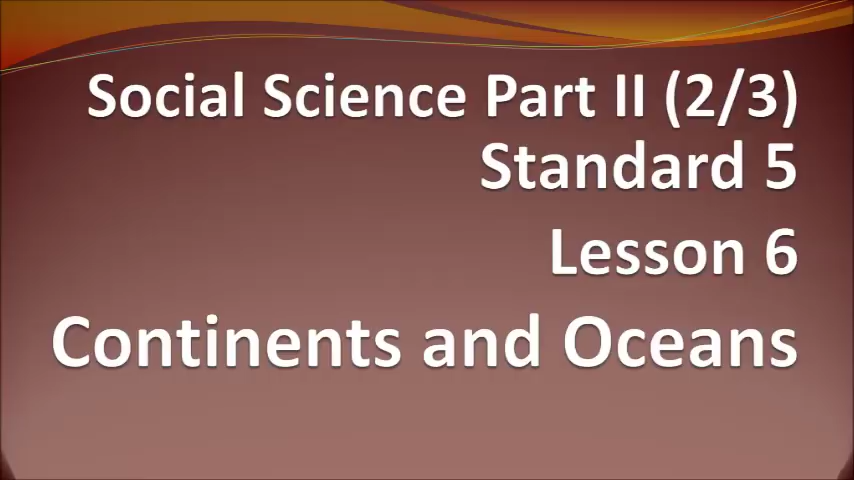 Social Science Part II (2/3)
Standard 5
Lesson 6
Continents and Oceans